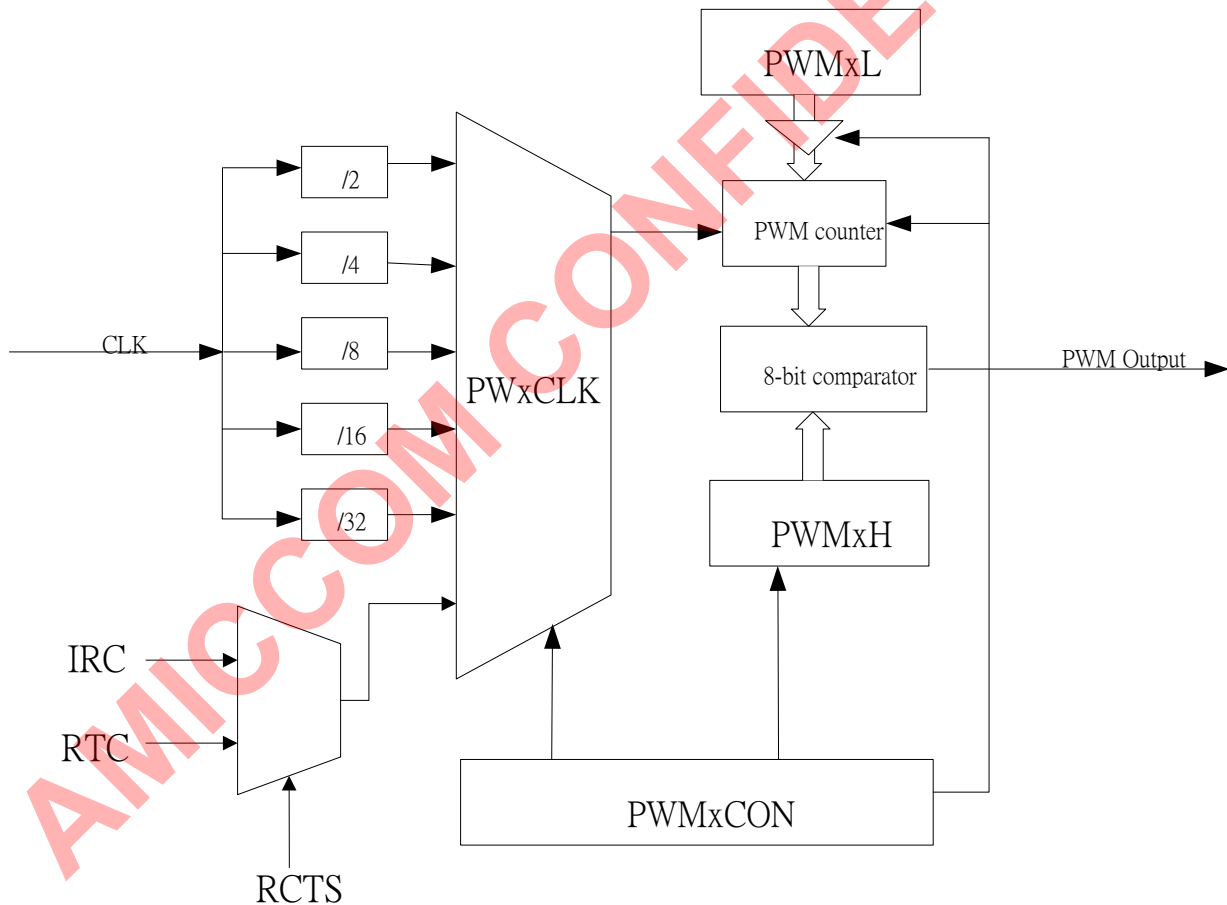 PWMxL
/2
PWM counter
/4
CLK
/8
PWxCLK
8-bit comparator
PWM Output
/16
/32
PWMxH
IRC
RTC
PWMxCON
RCTS
AMICCOM CONFIDE